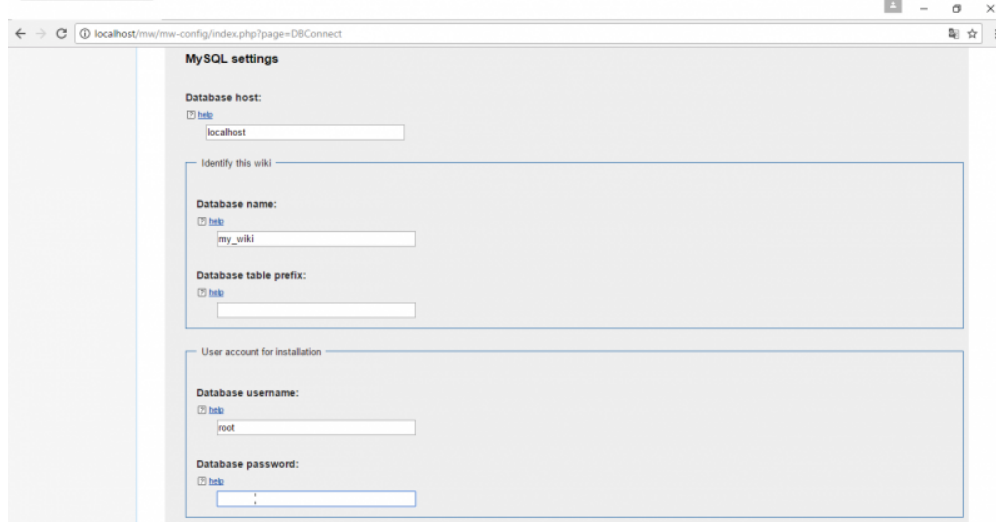 localhost/mw/mw-config/index.php?page=DBConnect
MySQL settings
Database host:
help
localhost
Identify this wiki
Database name:
help
my_wiki
Database table prefix:
help
User account for installation
Database username:
help
root
Database password:
help